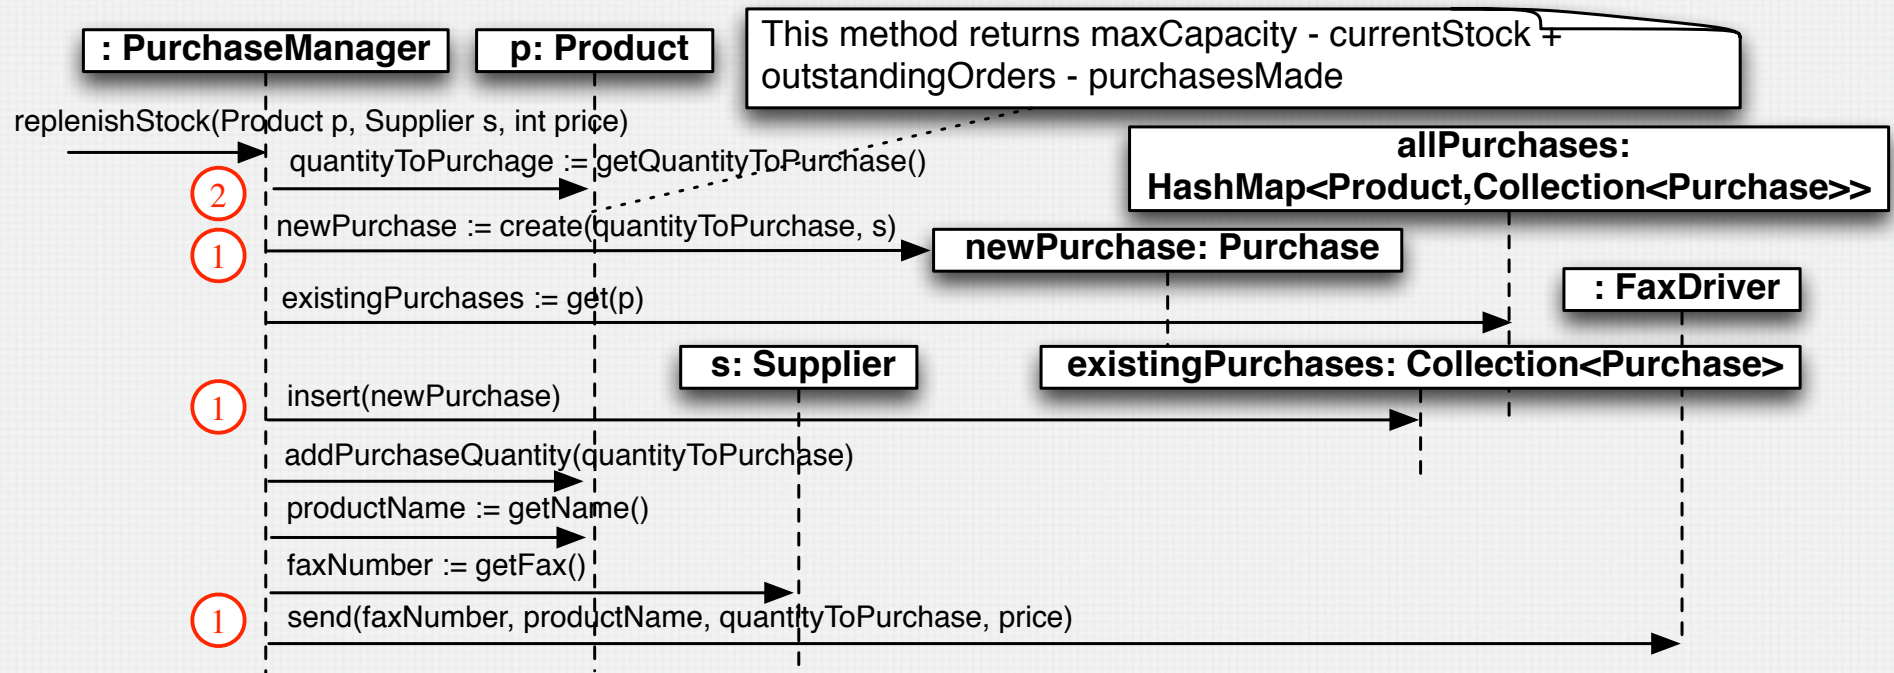 : PurchaseManager
p: Product
This method returns maxCapacity - currentStock +
outstandingOrders - purchasesMade
replenishStock(Product p, Supplier s, int price)
allPurchases:
HashMap<Product,Collection<Purchase>>
quantityToPurchage := getQuantityToPurchase()
2
newPurchase := create(quantityToPurchase, s)
1
newPurchase: Purchase
existingPurchases := get(p)
: FaxDriver
s: Supplier
existingPurchases: Collection<Purchase>
insert(newPurchase)
1
addPurchaseQuantity(quantityToPurchase)
productName := getName()
faxNumber := getFax()
send(faxNumber, productName, quantityToPurchase, price)
1